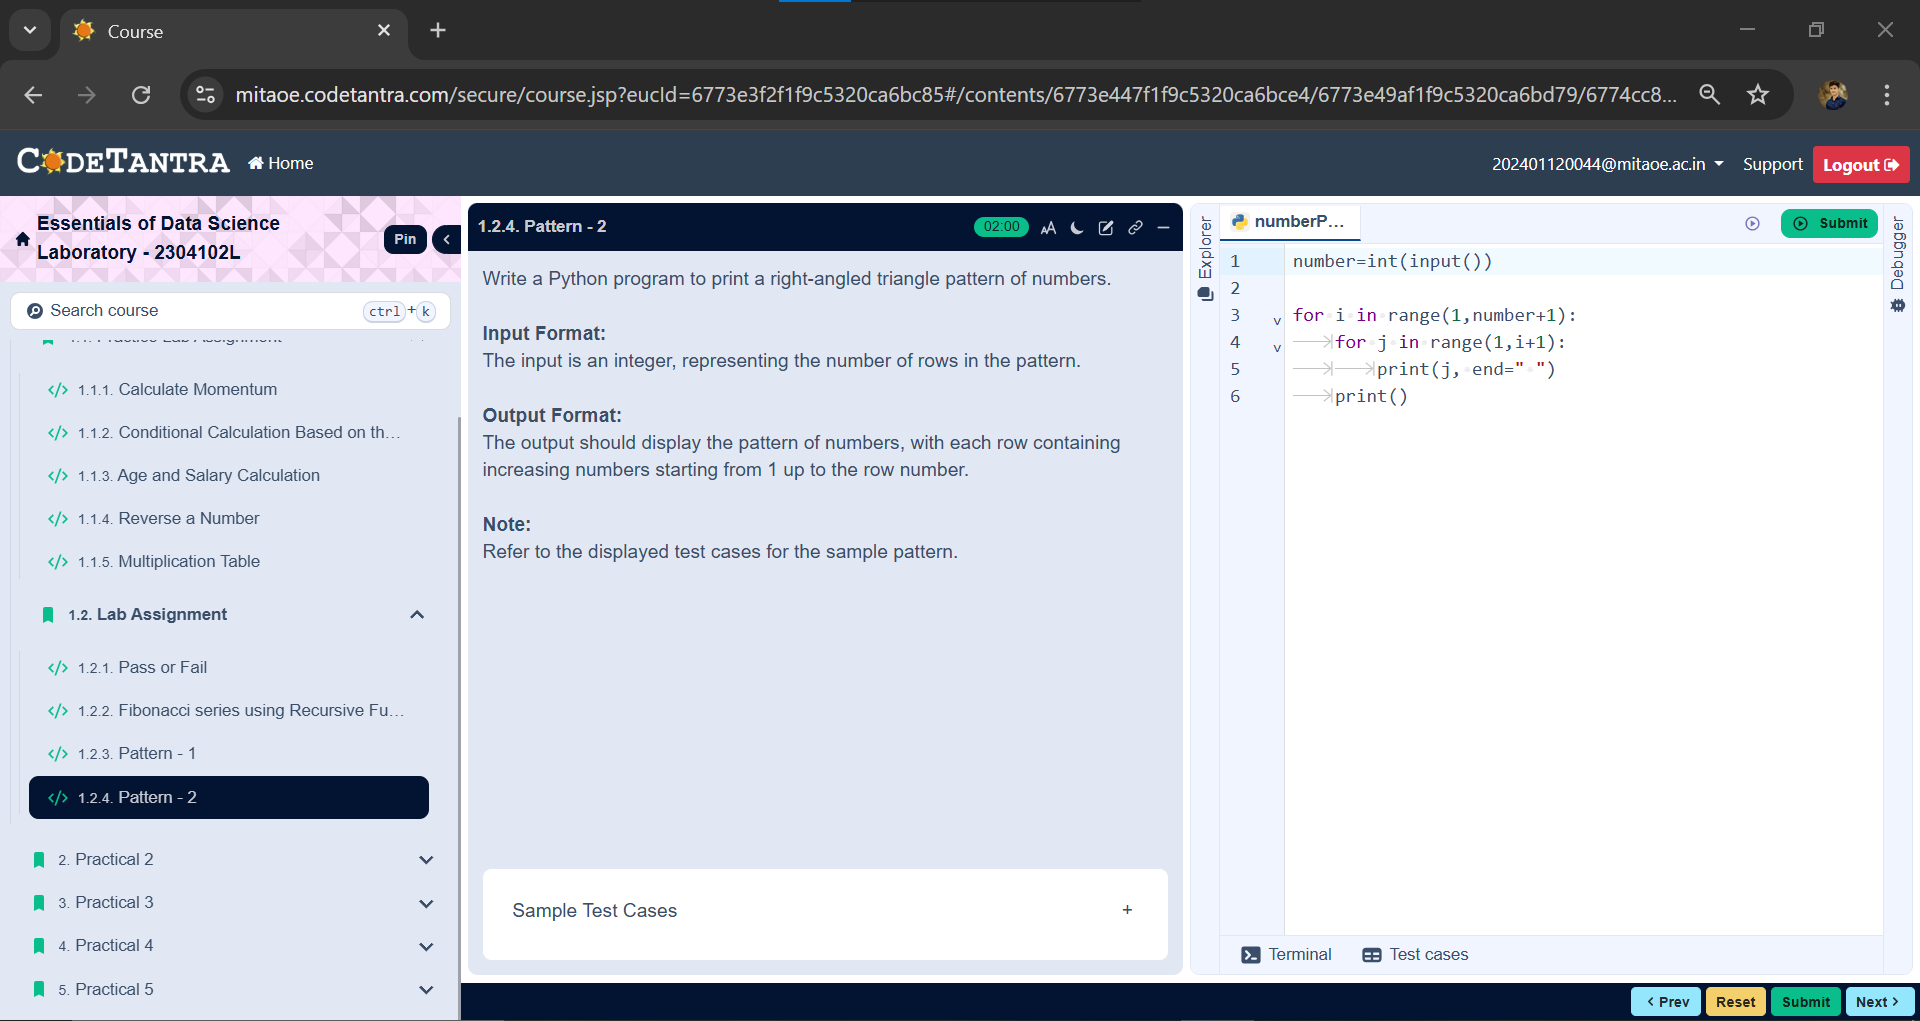 Course
mitaoe.codetantra.com/secure/course.jsp?eucId=6773e3f2f1f9c5320ca6bc85#/contents/6773e447f1f9c5320ca6bce4/6773e49af1f9c5320ca6bd79/6774cc8...
CODETANTRA
Home
202401120044@mitaoe.ac.in
Support
Logout
Essentials of Data Science
Laboratory - 2304102L
Pin
Search course
ctrl + k
1.1. Practice Lab Assignment
1.1.1. Calculate Momentum
1.1.2. Conditional Calculation Based on th...
1.1.3. Age and Salary Calculation
1.1.4. Reverse a Number
1.1.5. Multiplication Table
1.2. Lab Assignment
1.2.1. Pass or Fail
1.2.2. Fibonacci series using Recursive Fu...
1.2.3. Pattern - 1
1.2.4. Pattern - 2
2. Practical 2
3. Practical 3
4. Practical 4
5. Practical 5
1.2.4. Pattern - 2
02:00
AA
Write a Python program to print a right-angled triangle pattern of numbers.
Input Format:
The input is an integer, representing the number of rows in the pattern.
Output Format:
The output should display the pattern of numbers, with each row containing
increasing numbers starting from 1 up to the row number.
Note:
Refer to the displayed test cases for the sample pattern.
Sample Test Cases
+
Explorer
numberP...
Submit
Debugger
1 number=int(input())
2
3 for i in range(1,number+1):
4 for j in range(1,i+1):
5 print(j, end=" ")
6 print()
Terminal
Test cases
< Prev
Reset
Submit
Next >